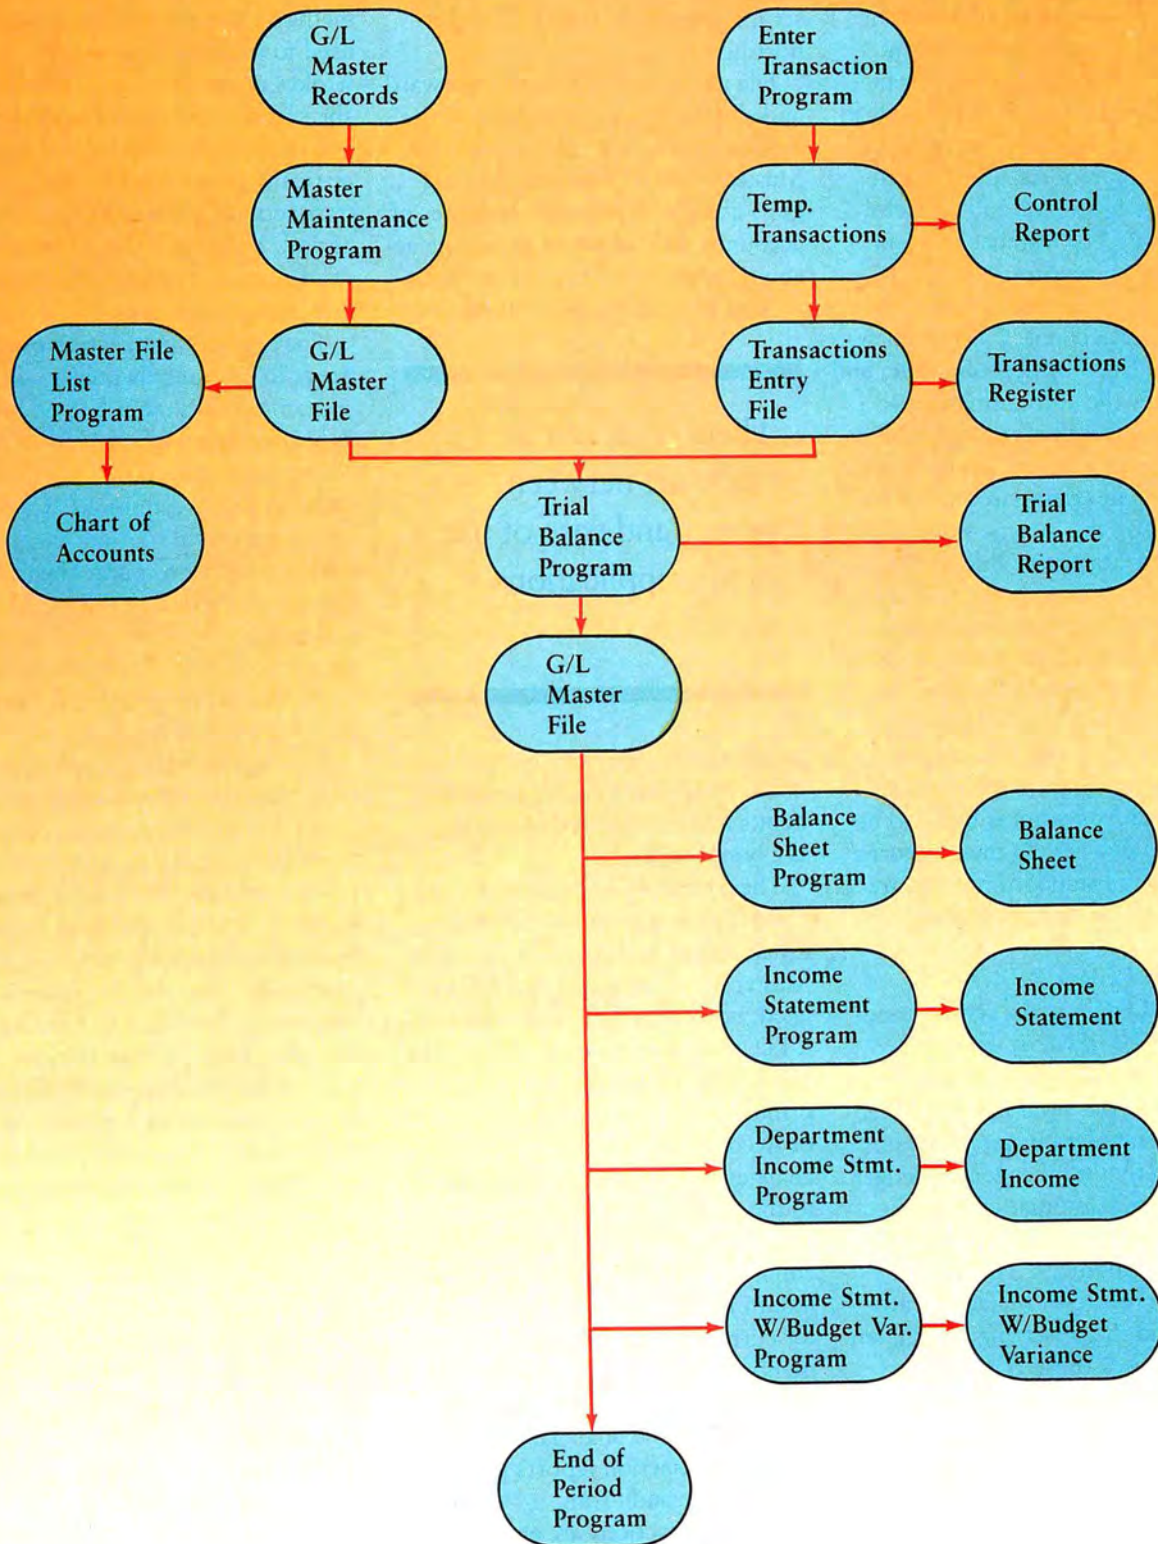 G/L
Master
Records
Enter
Transaction
Program
Master
Maintenance
Program
Temp.
Transactions
Control
Report
Master File
List
Program
G/L
Master
File
Transactions
Entry
File
Transactions
Register
Chart of
Accounts
Trial
Balance
Program
Trial
Balance
Report
G/L
Master
File
Balance
Sheet
Program
Balance
Sheet
Income
Statement
Program
Income
Statement
Department
Income Stmt.
Program
Department
Income
Income Stmt.
W/Budget Var.
Program
Income Stmt.
W/Budget
Variance
End of
Period
Program